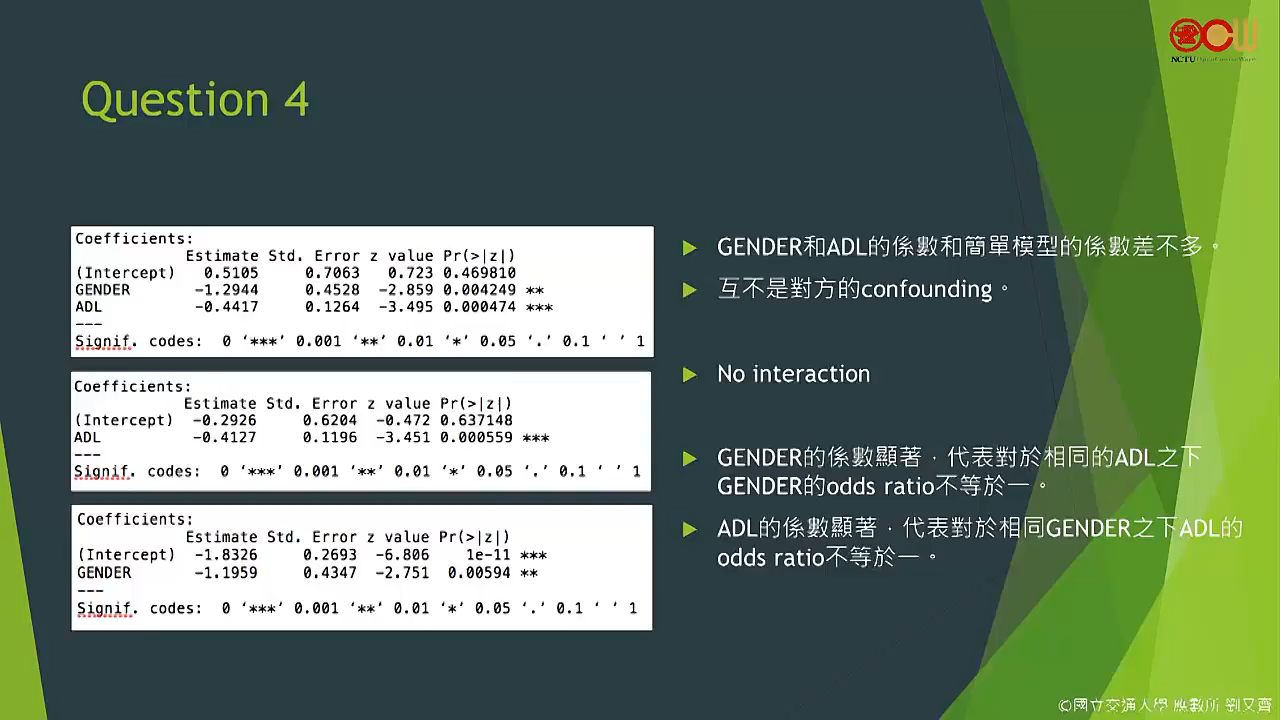 Question 4
Coefficients:
Estimate Std. Error z value Pr(>|z|)
(Intercept) 0.5105 0.7063 0.723 0.469810
GENDER -1.2944 0.4528 -2.859 0.004249 **
ADL -0.4417 0.1264 -3.495 0.000474 ***
---
Signif. codes: 0 ‘***’ 0.001 ‘**’ 0.01 ‘*’ 0.05 ‘.’ 0.1 ‘ ’ 1
Coefficients:
Estimate Std. Error z value Pr(>|z|)
(Intercept) -0.2926 0.6204 -0.472 0.637148
ADL -0.4127 0.1196 -3.451 0.000559 ***
---
Signif. codes: 0 ‘***’ 0.001 ‘**’ 0.01 ‘*’ 0.05 ‘.’ 0.1 ‘ ’ 1
Coefficients:
Estimate Std. Error z value Pr(>|z|)
(Intercept) -1.8326 0.2693 -6.806 1e-11 ***
GENDER -1.1959 0.4347 -2.751 0.00594 **
---
Signif. codes: 0 ‘***’ 0.001 ‘**’ 0.01 ‘*’ 0.05 ‘.’ 0.1 ‘ ’ 1
GENDER和ADL的係數和簡單模型的係數差不多。
互不是對方的confounding。
No interaction
GENDER的係數顯著,代表對於相同的ADL之下
GENDER的odds ratio不等於一。
ADL的係數顯著,代表對於相同GENDER之下ADL的
odds ratio不等於一。
OCW
NCTU
©國立交通大學 應數所 劉又齊